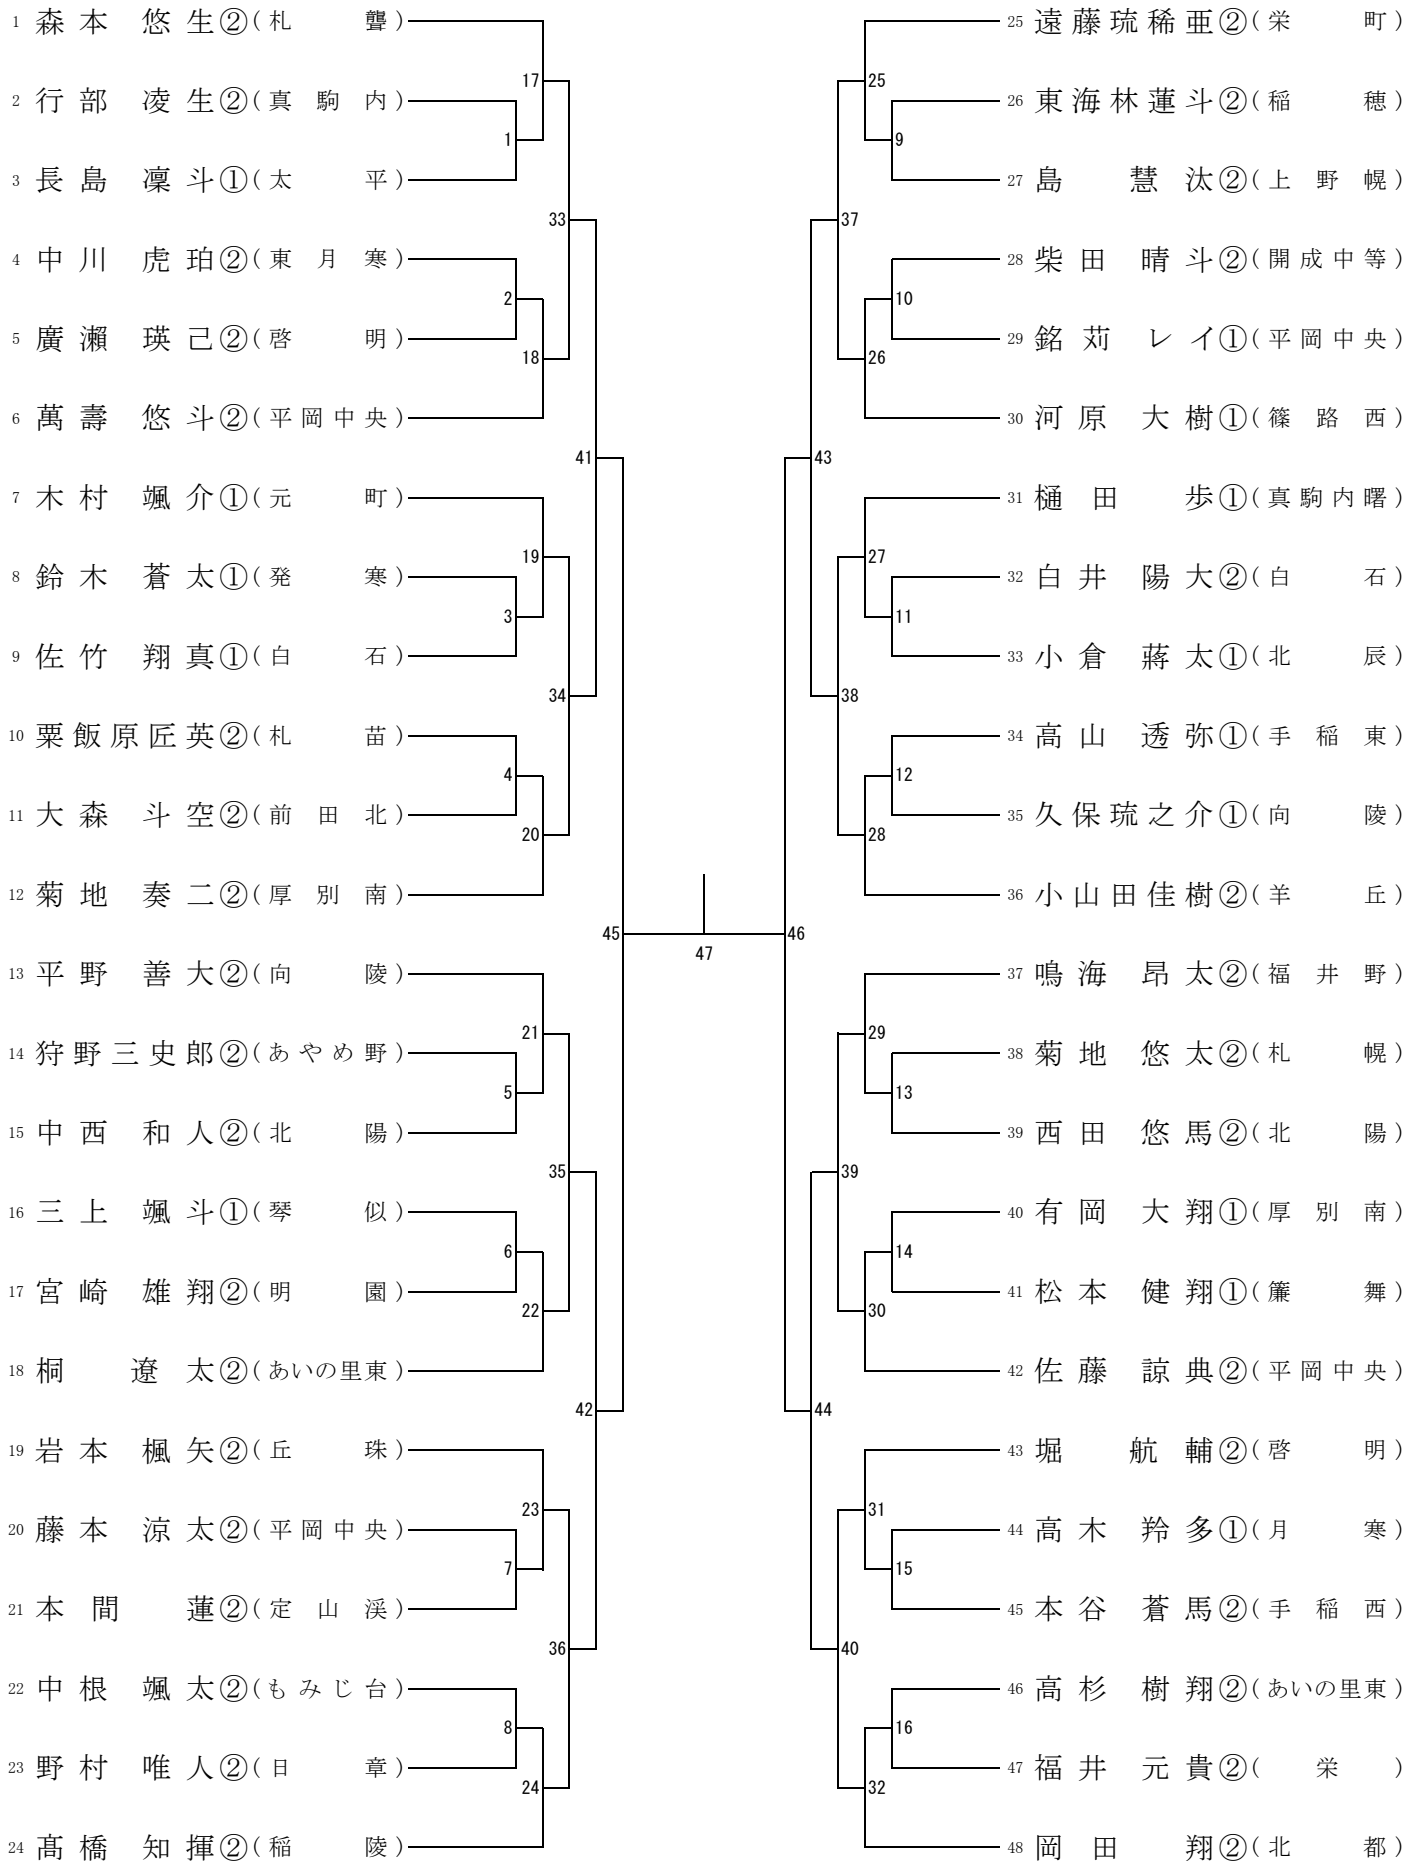 1 森本 悠生②(札 聾)
2 行部 凌生②(真駒内)
3 長島 凜斗①(太 平)
4 中川 虎珀②(東月寒)
5 廣瀬 瑛己②(啓 明)
6 萬壽 悠斗②(平岡中央)
7 木村 颯介①(元 町)
8 鈴木 蒼太①(発 寒)
9 佐竹 翔真①(白 石)
10 粟飯原匠英②(札 苗)
11 大森 斗空②(前田北)
12 菊地 奏二②(厚別南)
13 平野 善大②(向 陵)
14 狩野三史郎②(あやめ野)
15 中西 和人②(北 陽)
16 三上 颯斗①(琴 似)
17 宮崎 雄翔②(明 園)
18 桐 遼太②(あいの里東)
19 岩本 楓矢②(丘 珠)
20 藤本 涼太②(平岡中央)
21 本間 蓮②(定山渓)
22 中根 颯太②(もみじ台)
23 野村 唯人②(日 章)
24 髙橋 知揮②(稲 陵)
17
1
33
2
18
41
19
3
34
4
20
45
21
5
35
6
22
42
23
7
36
8
24
47
25
9
37
10
26
43
27
11
38
12
28
46
29
13
39
14
30
44
31
15
40
16
32
25 遠藤琉稀亜②(栄 町)
26 東海林蓮斗②(稲 穂)
27 島 慧汰②(上野幌)
28 柴田 晴斗②(開成中等)
29 銘苅 レイ①(平岡中央)
30 河原 大樹①(篠路西)
31 樋田 歩①(真駒内曙)
32 白井 陽大②(白 石)
33 小倉 蔣太①(北 辰)
34 高山 透弥①(手稲東)
35 久保琉之介①(向 陵)
36 小山田佳樹②(羊 丘)
37 鳴海 昂太②(福井野)
38 菊地 悠太②(札 幌)
39 西田 悠馬②(北 陽)
40 有岡 大翔①(厚別南)
41 松本 健翔①(簾 舞)
42 佐藤 諒典②(平岡中央)
43 堀 航輔②(啓 明)
44 高木 羚多①(月 寒)
45 本谷 蒼馬②(手稲西)
46 高杉 樹翔②(あいの里東)
47 福井 元貴②( 栄 )
48 岡田 翔②(北 都)